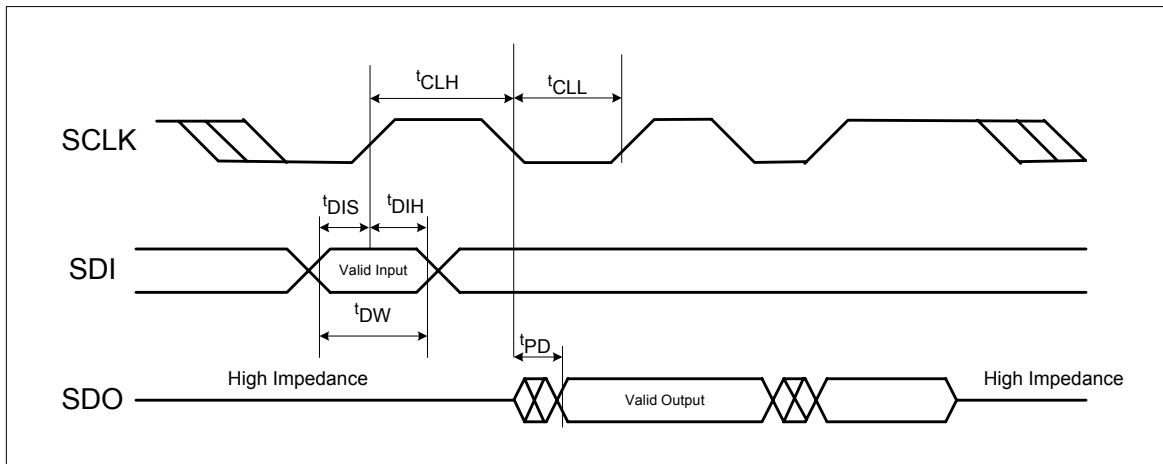 tCLH
tCLL
SCLK
tDIS
tDIH
SDI
Valid Input
tDW
tPD
High Impedance
High Impedance
SDO
Valid Output